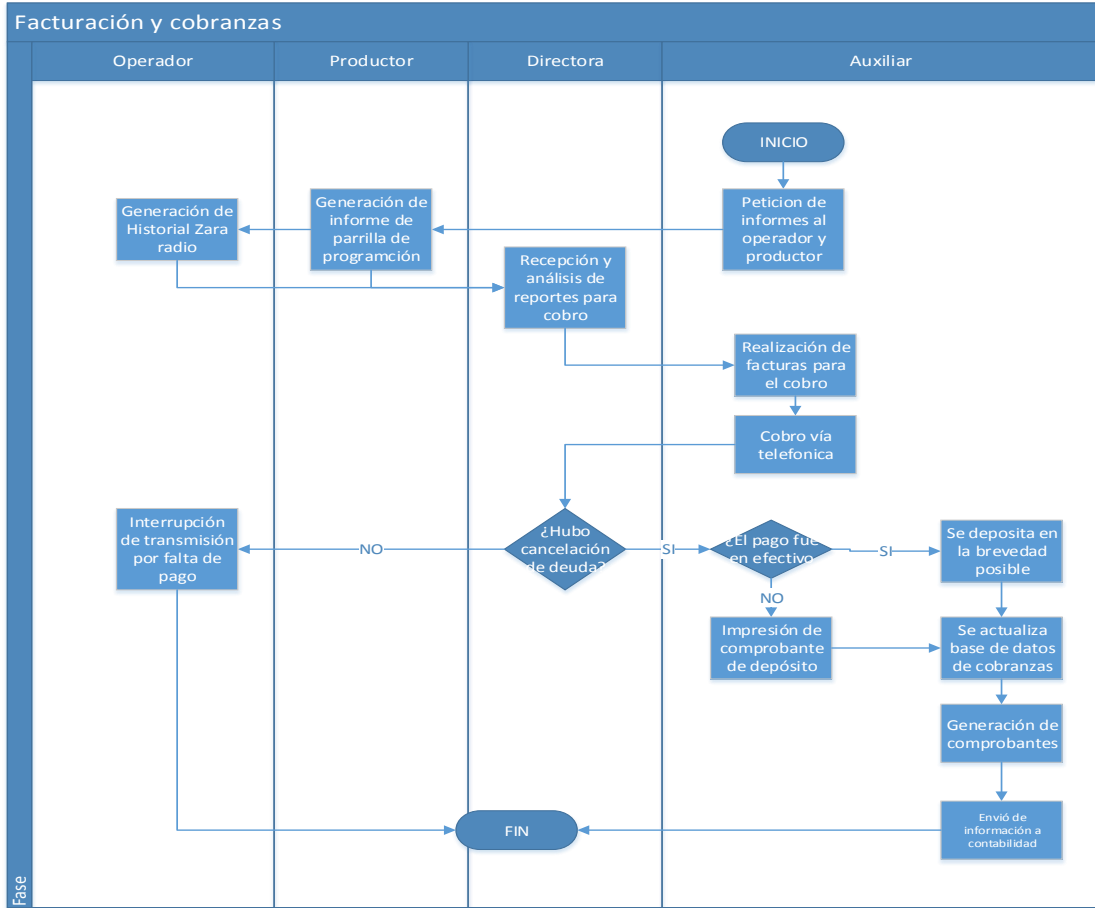 Facturación y cobranzas
Operador
Productor
Directora
Auxiliar
Fase
INICIO
Peticion de
informes al
operador y
productor
Generación de
informe de
parrilla de
programción
Generación de
Historial Zara
radio
Recepción y
análisis de
reportes para
cobro
Realización de
facturas para
el cobro
Cobro vía
telefonica
¿Hubo
cancelación
de deuda?
NO
Interrupción
de transmisión
por falta de
pago
SI
¿El pago fue
en efectivo
SI
Se deposita en
la brevedad
posible
NO
Impresión de
comprobante
de depósito
Se actualiza
base de datos
de cobranzas
Generación de
comprobantes
Envió de
información a
contabilidad
FIN